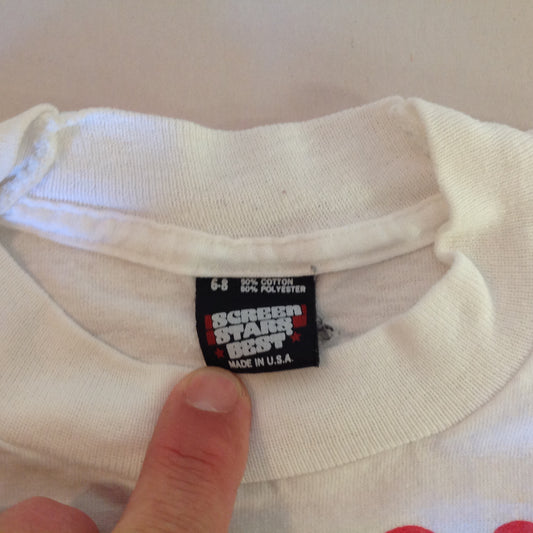 6-8
50% COTTON
50% POLYESTER
SCREEN
STARS
BEST
MADE IN U.S.A.